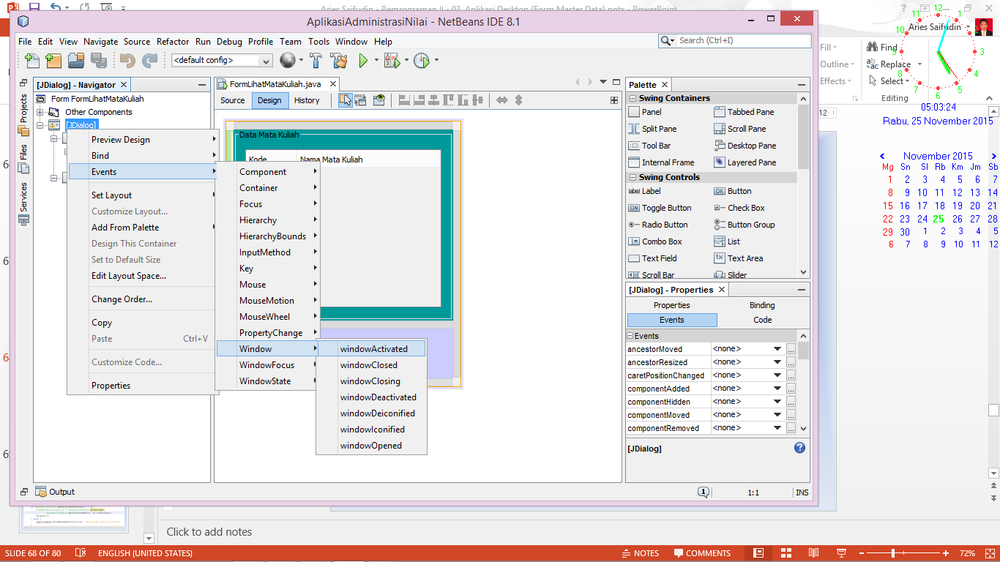 Aries Saifudin - Pemrograman II - 03. Aplikasi Desktop (Form Master Data).pptx - PowerPoint
AplikasiAdministrasiNilai - NetBeans IDE 8.1
File Edit View Navigate Source Refactor Run Debug Profile Team Tools Window Help
Search (Ctrl+I)
<default config>
[JDialog] - Navigator
Form FormLihatMataKuliah
Other Components
[JDialog]
Projects
Files
Services
Preview Design
Bind
Events
Set Layout
Customize Layout...
Add From Palette
Design This Container
Set to Default Size
Edit Layout Space...
Change Order...
Copy
Paste Ctrl+V
Customize Code...
Properties
Component
Container
Focus
Hierarchy
HierarchyBounds
InputMethod
Key
Mouse
MouseMotion
MouseWheel
PropertyChange
Window
WindowFocus
WindowState
windowActivated
windowClosed
windowClosing
windowDeactivated
windowDeiconified
windowIconified
windowOpened
FormLihatMataKuliah.java
Source Design History
Data Mata Kuliah
Kode Nama Mata Kuliah
Palette
Swing Containers
Panel Tabbed Pane
Split Pane Scroll Pane
Tool Bar Desktop Pane
Internal Frame Layered Pane
Swing Controls
label Label OK Button
ON Toggle Button Check Box
Radio Button Button Group
Combo Box List
Text Field Text Area
Scroll Bar Slider
[JDialog] - Properties
Properties Binding
Events Code
Events
ancestorMoved <none> ...
ancestorResized <none> ...
caretPositionChanged <none> ...
componentAdded <none> ...
componentHidden <none> ...
componentMoved <none> ...
componentRemoved <none> ...
[JDialog]
Output
1
1:1 INS
Aries Saifudin
Fill
Outline
Effects
Find
Replace
Select
Editing
12
12 1 2 3 4 5 6 7 8 9 10 11
05:03:24
Rabu, 25 November 2015
November 2015
Mg Sn Sl Rb Km Jm Sb
1 2 3 4 5 6 7
8 9 10 11 12 13 14
15 16 17 18 19 20 21
22 23 24 25 26 27 28
29 30 1 2 3 4 5
6 7 8 9 10 11 12
Click to add notes
SLIDE 68 OF 80 ENGLISH (UNITED STATES) NOTES COMMENTS 72%